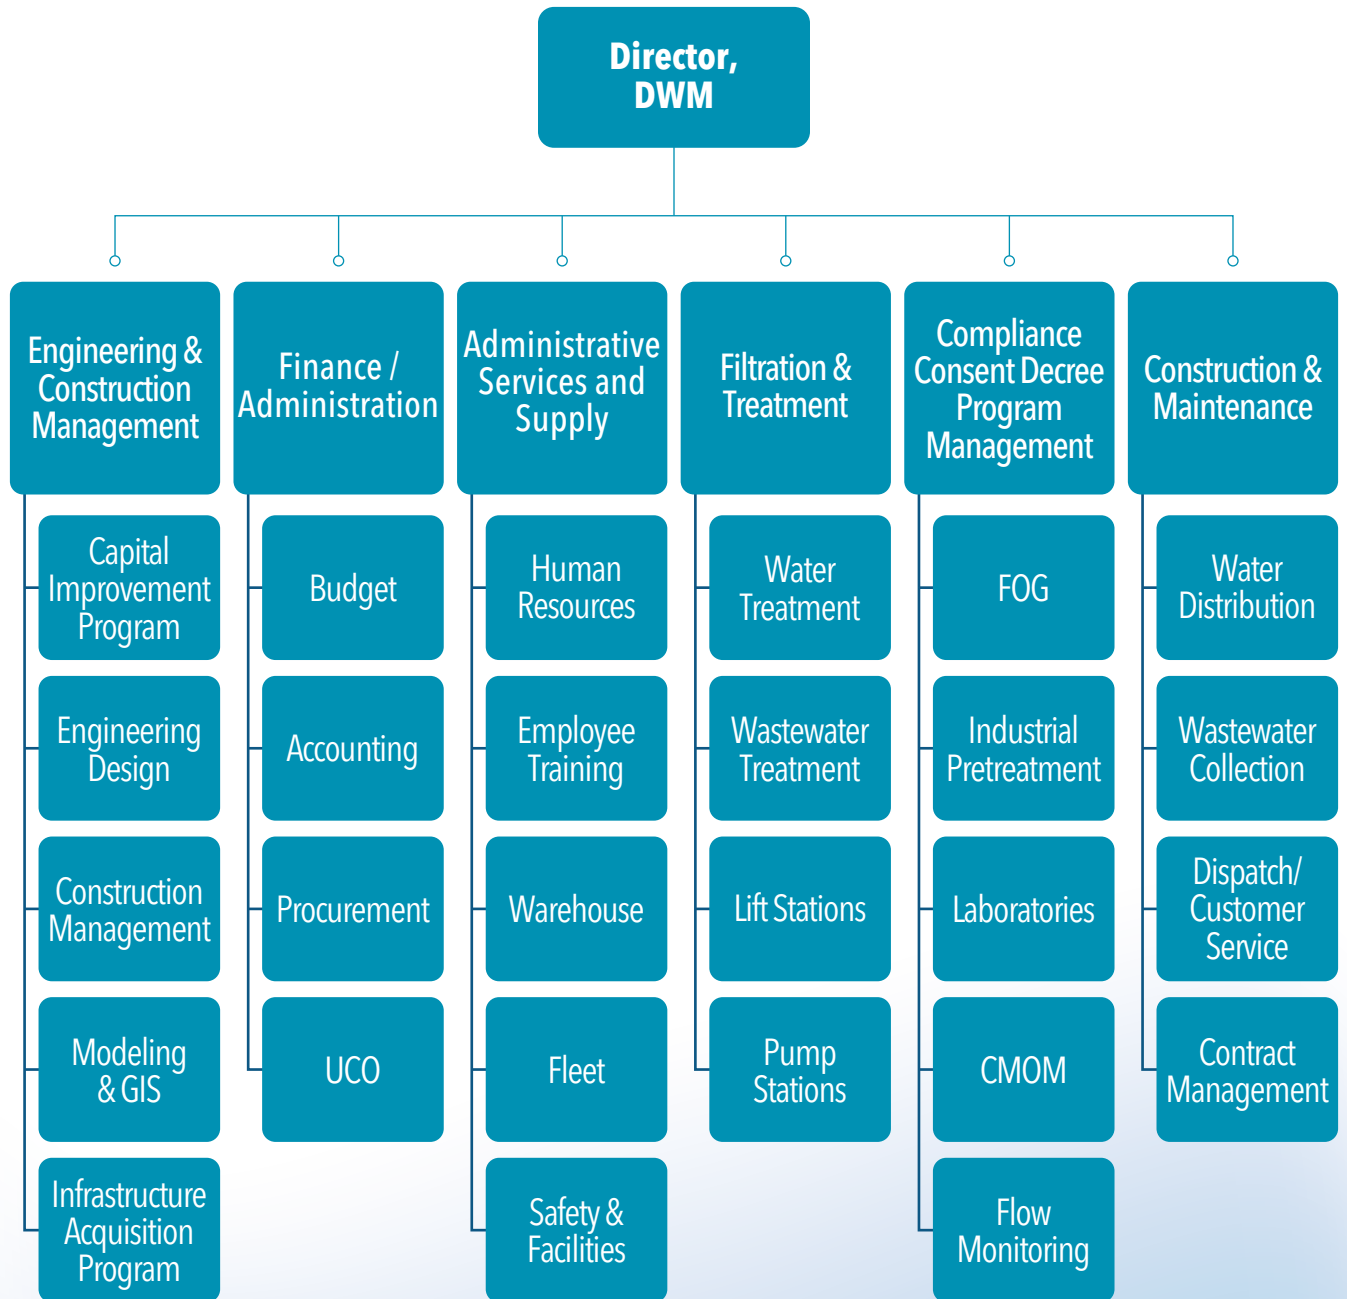 Director,
DWM
Engineering &
Construction
Management
Finance /
Administration
Administrative
Services and
Supply
Filtration &
Treatment
Compliance
Consent Decree
Program
Management
Construction &
Maintenance
Capital
Improvement
Program
Engineering
Design
Construction
Management
Modeling
& GIS
Infrastructure
Acquisition
Program
Budget
Accounting
Procurement
UCO
Human
Resources
Employee
Training
Warehouse
Fleet
Safety &
Facilities
Water
Treatment
Wastewater
Treatment
Lift Stations
Pump
Stations
FOG
Industrial
Pretreatment
Laboratories
CMOM
Flow
Monitoring
Water
Distribution
Wastewater
Collection
Dispatch/
Customer
Service
Contract
Management